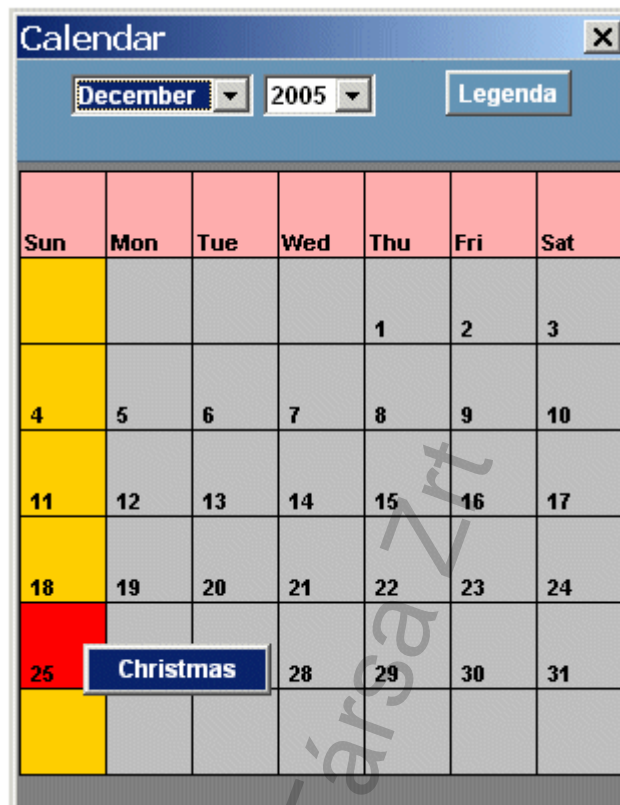 Calendar
December 2005 Legenda
Sun Mon Tue Wed Thu Fri Sat
1 2 3
4 5 6 7 8 9 10
11 12 13 14 15 16 17
18 19 20 21 22 23 24
25 Christmas 28 29 30 31
Társa Zrt